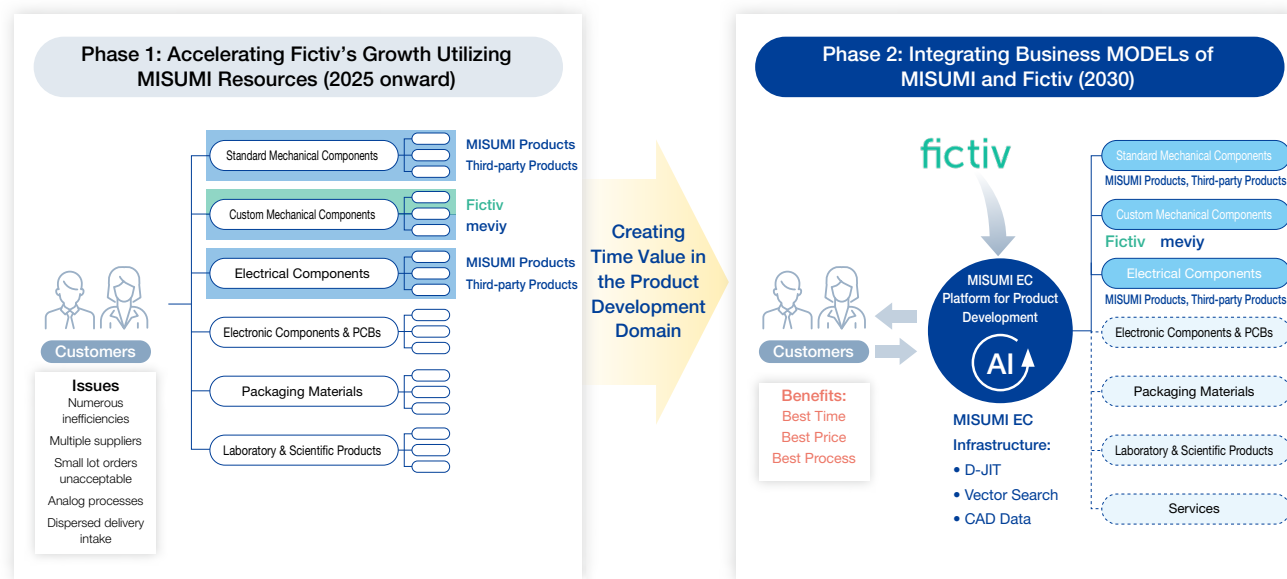 Phase 1: Accelerating Fictiv's Growth Utilizing
MISUMI Resources (2025 onward)
Standard Mechanical Components
MISUMI Products
Third-party Products
Custom Mechanical Components
Fictiv
meviy
Electrical Components
MISUMI Products
Third-party Products
Electronic Components & PCBs
Packaging Materials
Laboratory & Scientific Products
Customers
Issues
Numerous
inefficiencies
Multiple suppliers
Small lot orders
unacceptable
Analog processes
Dispersed delivery
intake
Creating
Time Value in
the Product
Development
Domain
Phase 2: Integrating Business MODELs of
MISUMI and Fictiv (2030)
fictiv
Customers
Benefits:
Best Time
Best Price
Best Process
MISUMI EC
Platform for Product
Development
AI
MISUMI EC
Infrastructure:
• D-JIT
• Vector Search
• CAD Data
Standard Mechanical Components
MISUMI Products, Third-party Products
Custom Mechanical Components
Fictiv meviy
Electrical Components
MISUMI Products, Third-party Products
Electronic Components & PCBs
Packaging Materials
Laboratory & Scientific Products
Services